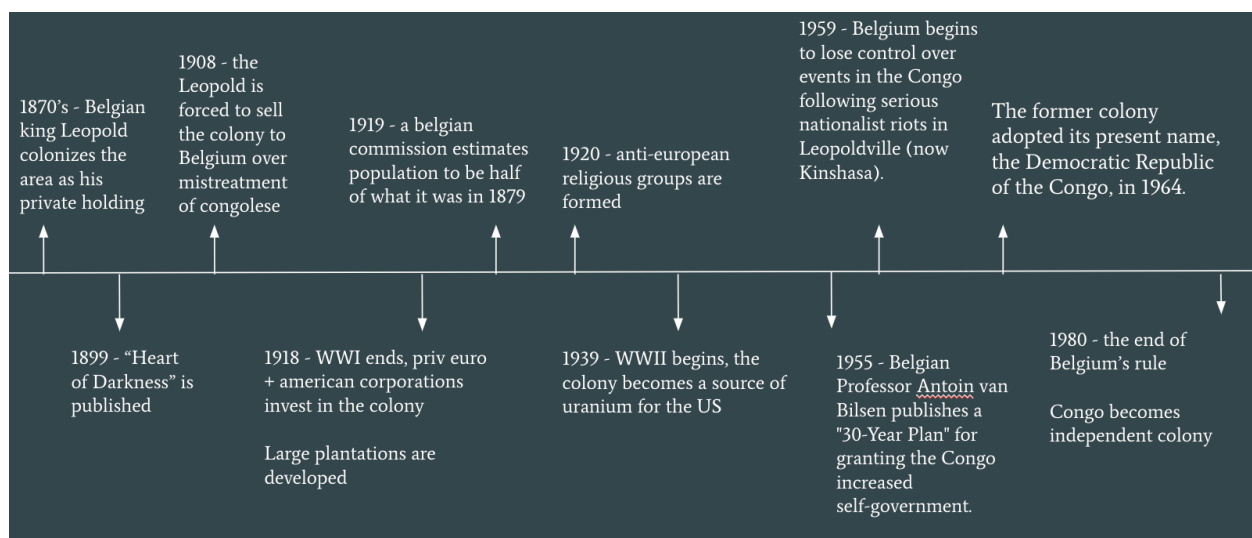 1870's - Belgian
king Leopold
colonizes the
area as his
private holding
1908 - the
Leopold is
forced to sell
the colony to
Belgium over
mistreatment
of congolese
1919 - a belgian
commission estimates
population to be half
of what it was in 1879
1920 - anti-european
religious groups are
formed
1959 - Belgium begins
to lose control over
events in the Congo
following serious
nationalist riots in
Leopoldville (now
Kinshasa).
The former colony
adopted its present name,
the Democratic Republic
of the Congo, in 1964.
1899 - “Heart
of Darkness” is
published
1918 - WWI ends, priv euro
+ american corporations
invest in the colony
Large plantations are
developed
1939 - WWII begins, the
colony becomes a source of
uranium for the US
1955 - Belgian
Professor Antoin van
Bilsen publishes a
"30-Year Plan" for
granting the Congo
increased
self-government.
1980 - the end of
Belgium’s rule
Congo becomes
independent colony